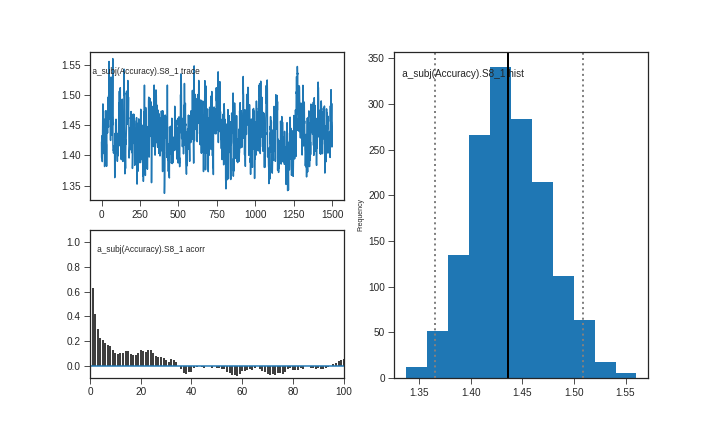 a_subj(Accuracy).S8_1 trace
1.55
1.50
1.45
1.40
1.35
0 250 500 750 1000 1250 1500
a_subj(Accuracy).S8_1 acorr
1.0
0.8
0.6
0.4
0.2
0.0
0 20 40 60 80 100
a_subj(Accuracy).S8_1 hist
Frequency
350
300
250
200
150
100
50
0
1.35 1.40 1.45 1.50 1.55